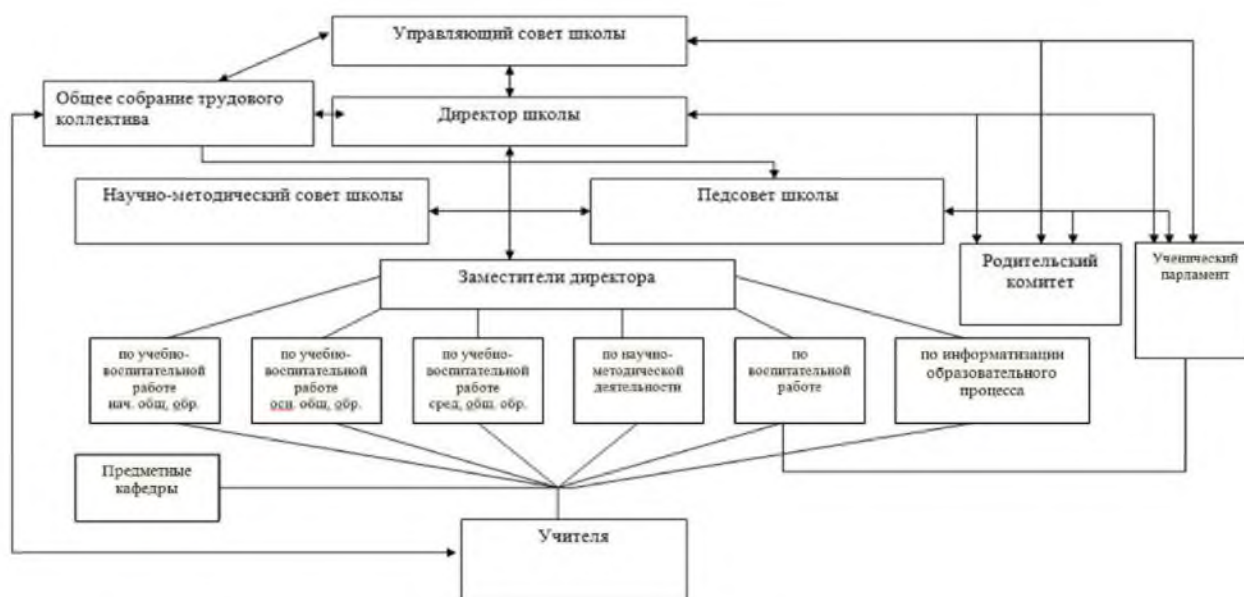 Управляющий совет школы
Общее собрание трудового
коллектива
Директор школы
Научно-методический совет школы
Педсовет школы
Родительский
комитет
Ученический
парламент
Заместители директора
по учебно-
воспитательной
работе
нач. общ, обр.
по учебно-
воспитательной
работе
осн. общ, обр.
по учебно-
воспитательной
работе
сред, общ. обр.
по научно-
методической
деятельности
по
воспитательной
работе
по информатизации
образовательного
процесса
Предметные
кафедры
Учителя